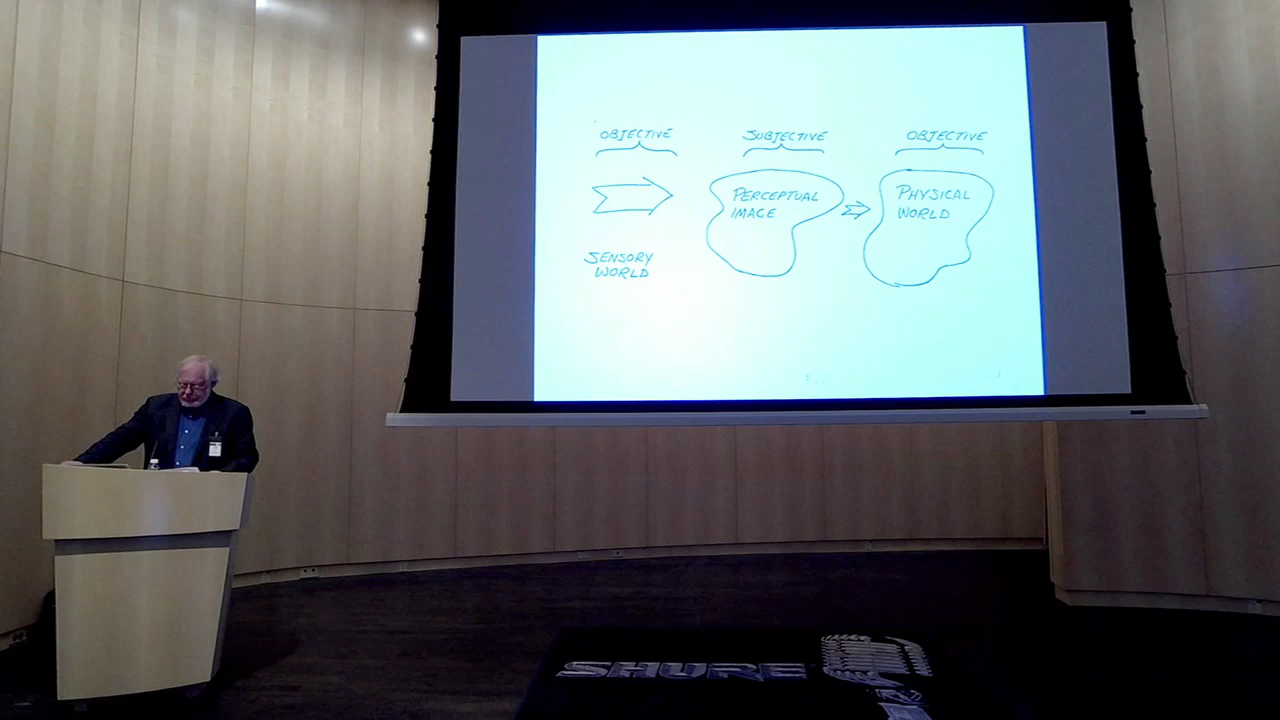 OBJECTIVE
SUBJECTIVE
OBJECTIVE
PERCEPTUAL
IMAGE
PHYSICAL
WORLD
SENSORY
WORLD
SHURE